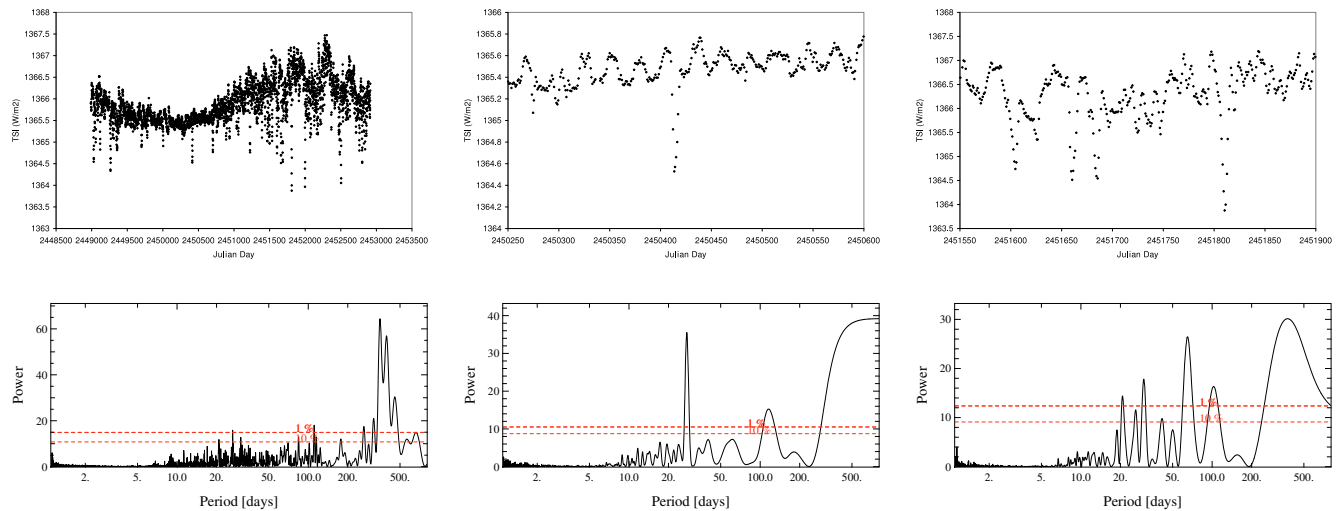 1368
1367.5
1367
1366.5
1366
1365.5
1365
1364.5
1364
1363.5
1363
TSI (W/m2)
2448500 2449000 2449500 2450000 2450500 2451000 2451500 2452000 2452500 2453000 2453500
Julian Day
1366
1365.8
1365.6
1365.4
1365.2
1365
1364.8
1364.6
1364.4
1364.2
1364
TSI (W/m2)
2450250 2450300 2450350 2450400 2450450 2450500 2450550 2450600
Julian Day
1368
1367.5
1367
1366.5
1366
1365.5
1365
1364.5
1364
1363.5
TSI (W/m2)
2451550 2451600 2451650 2451700 2451750 2451800 2451850 2451900
Julian Day
60
40
20
0
Power
1 %
10 %
2. 5. 10.0 20. 50. 100.0 200. 500.
Period [days]
40
30
20
10
0
Power
1 %
10 %
2. 5. 10.0 20. 50. 100.0 200. 500.
Period [days]
30
20
10
0
Power
1 %
10 %
2. 5. 10.0 20. 50. 100.0 200. 500.
Period [days]